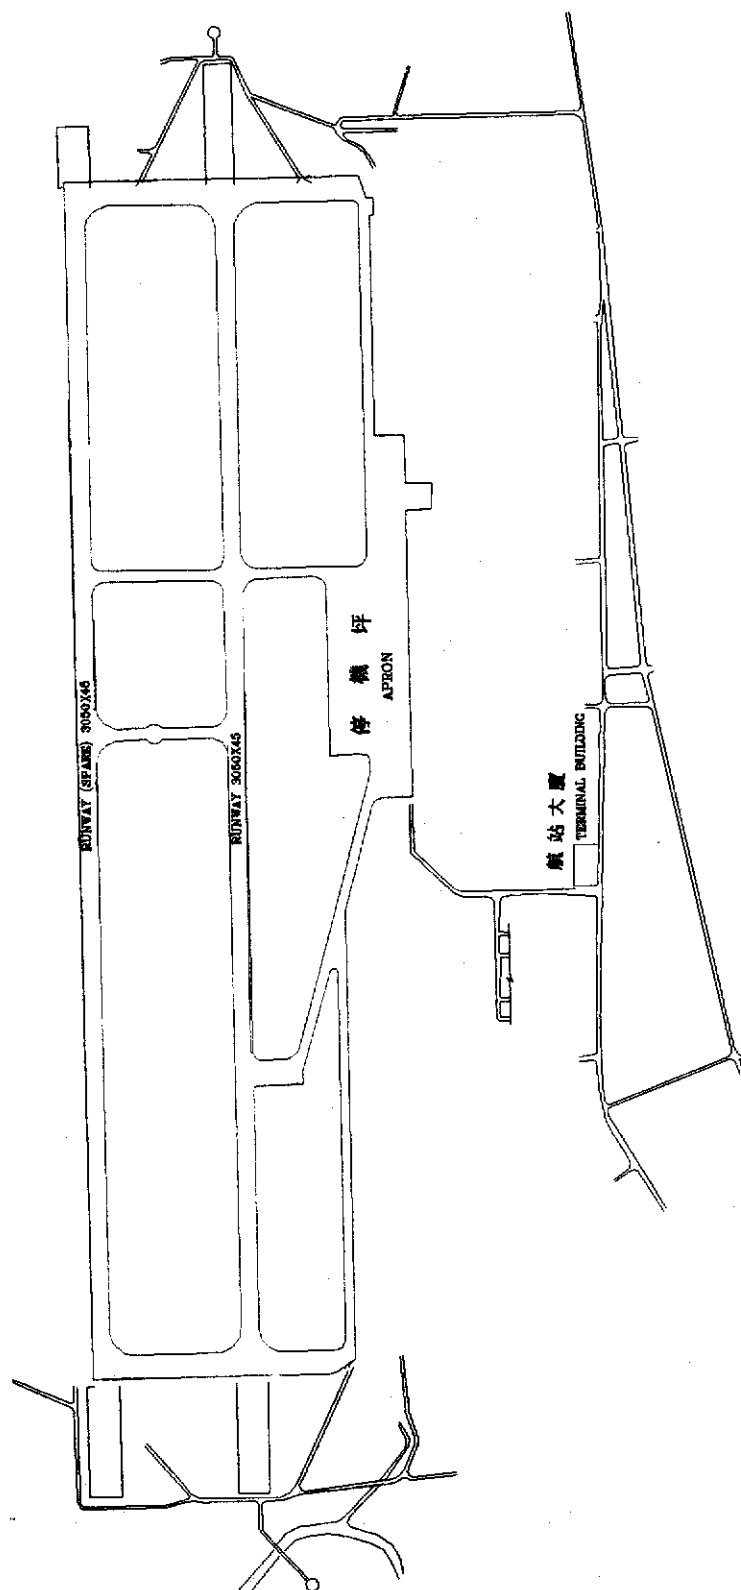 RUNWAY (SPARE) 3050X45
RUNWAY 3050X45
停機坪
APRON
航站大廈
TERMINAL BUILDING